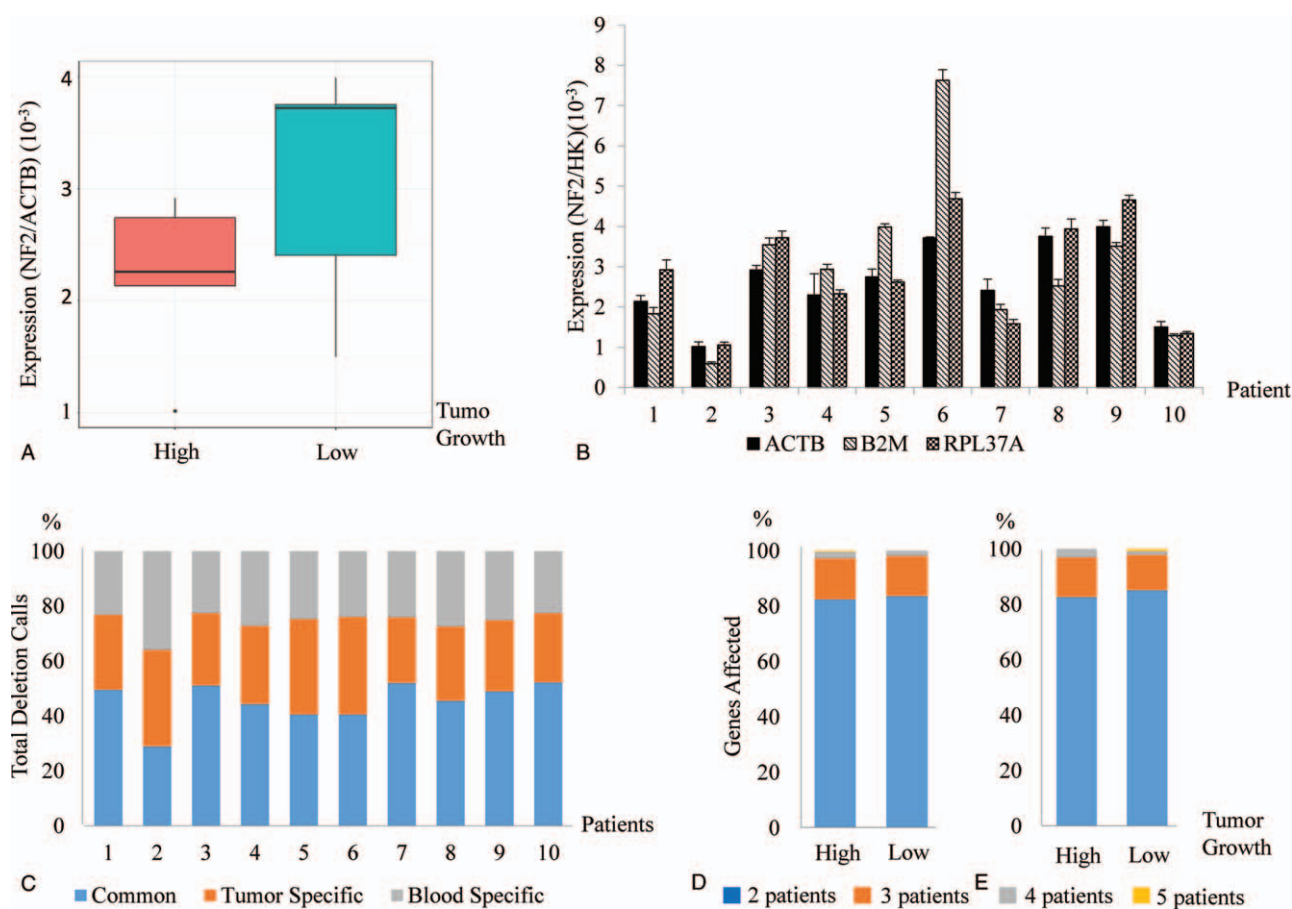 Expression (NF2/ACTB) (10⁻³)
4
3
2
1
High
Low
Tumo
Growth
A
Expression (NF2/HK)(10⁻³)
9
8
7
6
5
4
3
2
1
0
1 2 3 4 5 6 7 8 9 10
Patient
ACTB B2M RPL37A
B
%
Total Deletion Calls
100
80
60
40
20
0
1 2 3 4 5 6 7 8 9 10
Patients
C
Common Tumor Specific Blood Specific
%
Genes Affected
100
80
60
40
20
0
High Low
D
%
100
80
60
40
20
0
High Low
Tumor
Growth
E
2 patients 3 patients 4 patients 5 patients